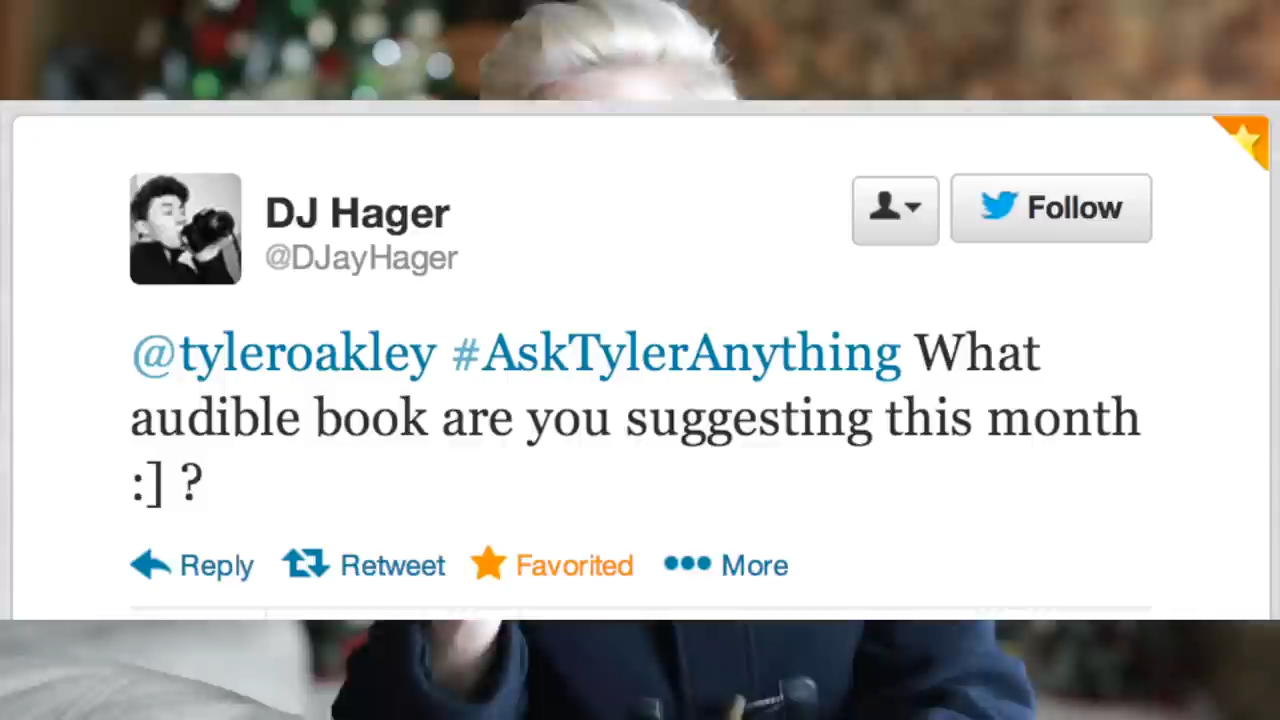 DJ Hager
@DJayHager
Follow
@tyleroakley #AskTylerAnything What
audible book are you suggesting this month
:] ?
Reply Retweet Favorited More